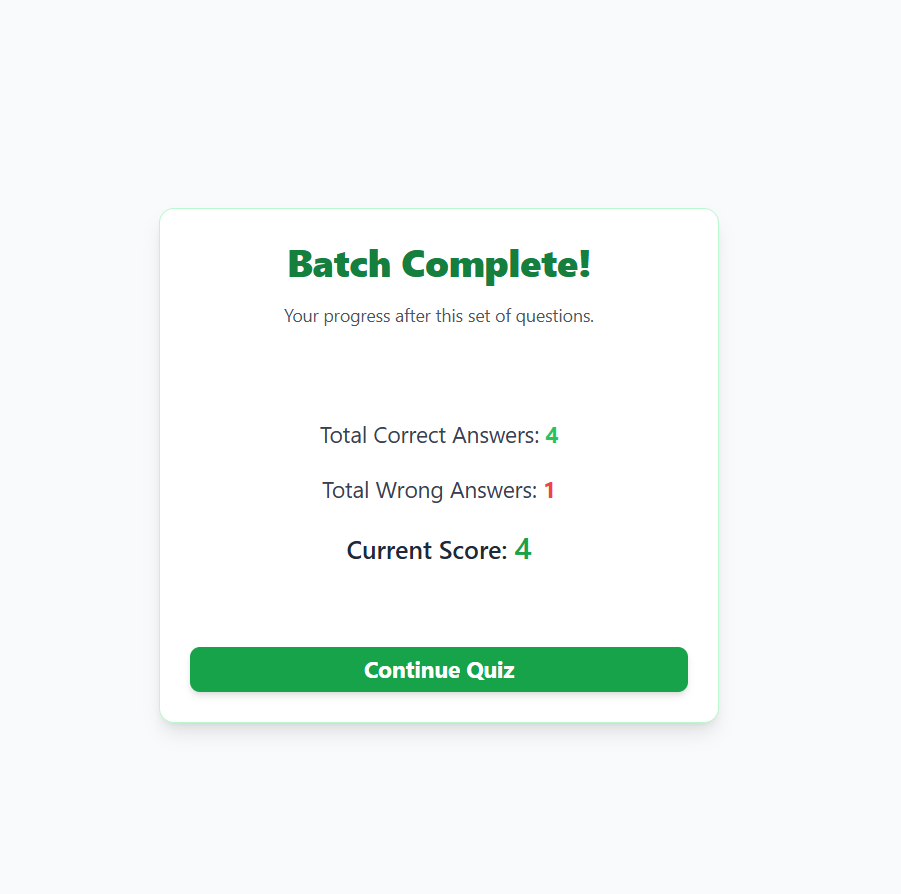 Batch Complete!
Your progress after this set of questions.
Total Correct Answers: 4
Total Wrong Answers: 1
Current Score: 4
Continue Quiz